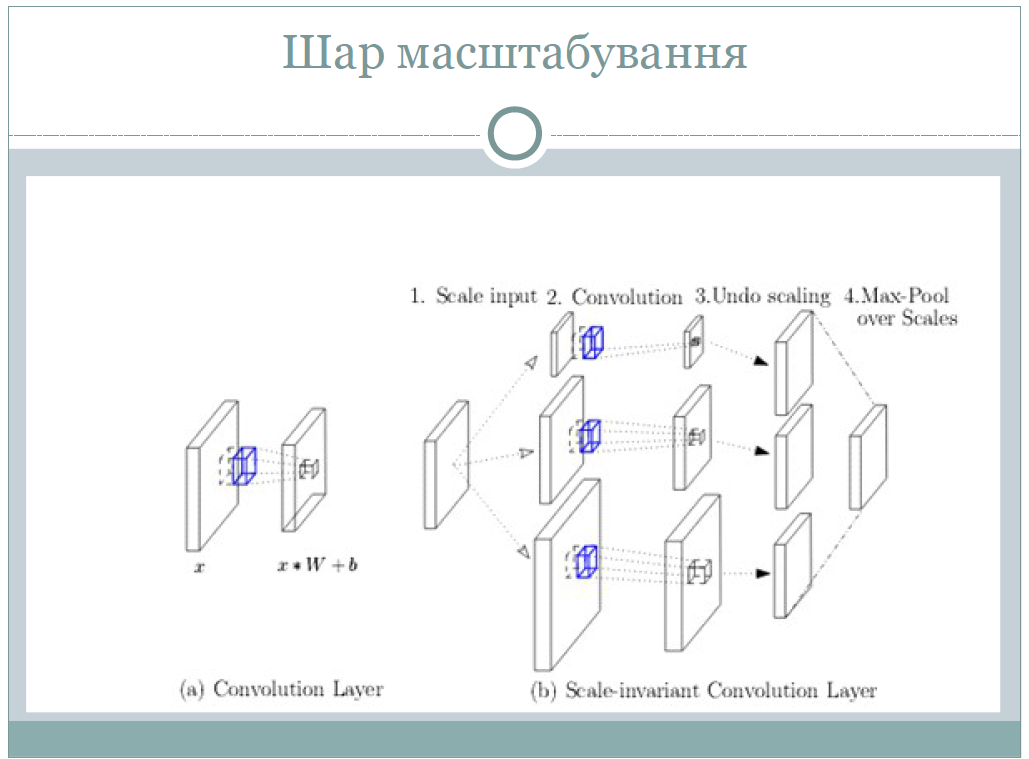 Шар масштабування
1. Scale input 2. Convolution 3.Undo scaling 4.Max-Pool
over Scales
x
x * W + b
(a) Convolution Layer
(b) Scale-invariant Convolution Layer